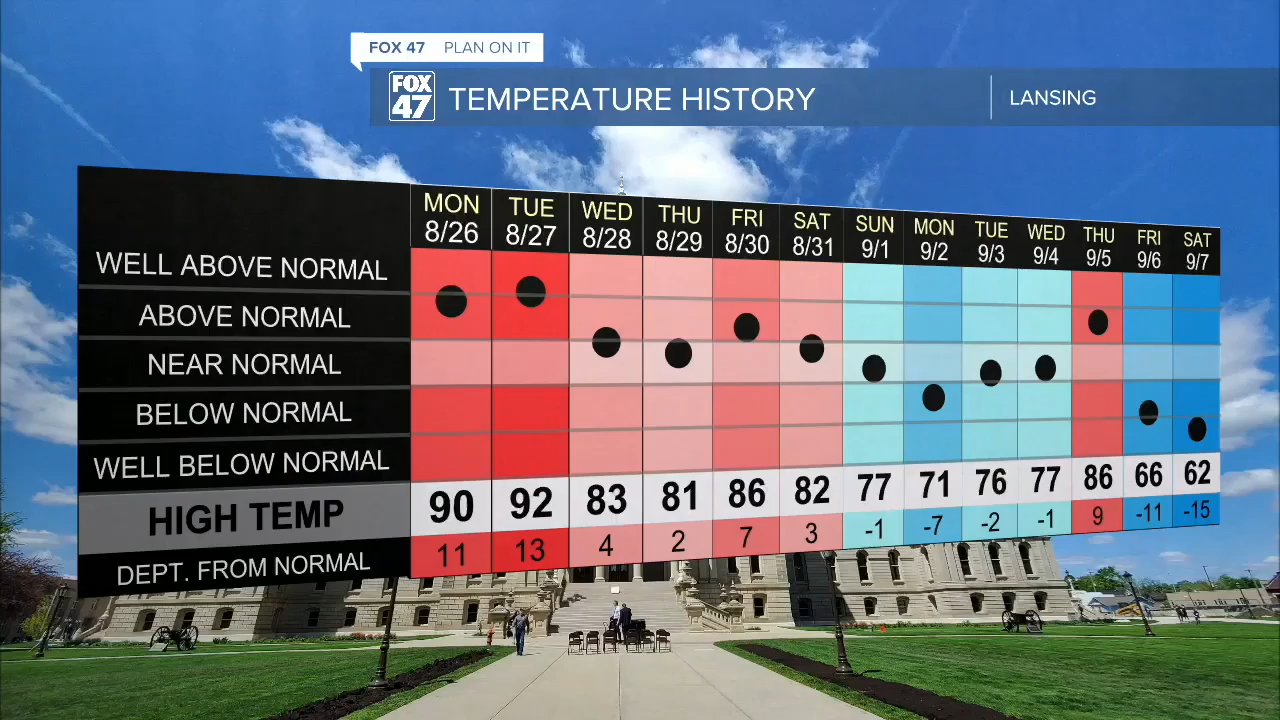 FOX 47 PLAN ON IT
FOX 47 TEMPERATURE HISTORY LANSING
MON TUE WED THU FRI SAT SUN MON TUE WED THU FRI SAT
8/26 8/27 8/28 8/29 8/30 8/31 9/1 9/2 9/3 9/4 9/5 9/6 9/7
WELL ABOVE NORMAL
ABOVE NORMAL
NEAR NORMAL
BELOW NORMAL
WELL BELOW NORMAL
HIGH TEMP 90 92 83 81 86 82 77 71 76 77 86 66 62
DEPT. FROM NORMAL 11 13 4 2 7 3 -1 -7 -2 -1 9 -11 -15